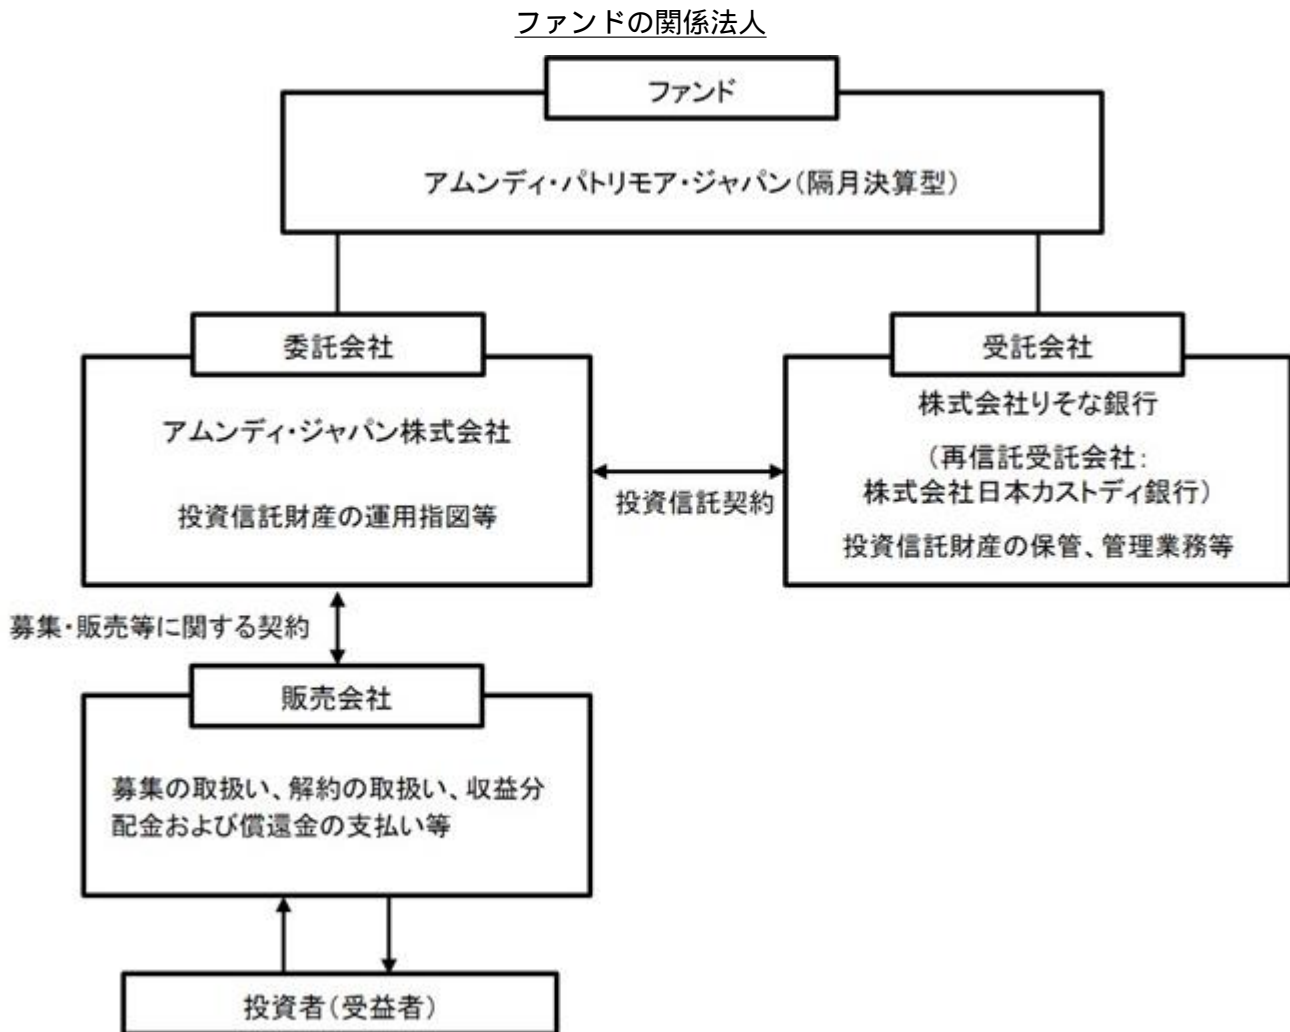 ファンドの関係法人
ファンド
アムンディ・パトリモア・ジャパン(隔月決算型)
委託会社
アムンディ・ジャパン株式会社
投資信託財産の運用指図等
投資信託契約
受託会社
株式会社りそな銀行
(再信託受託会社:
株式会社日本カストディ銀行)
投資信託財産の保管、管理業務等
募集・販売等に関する契約
販売会社
募集の取扱い、解約の取扱い、収益分
配金および償還金の支払い等
投資者(受益者)